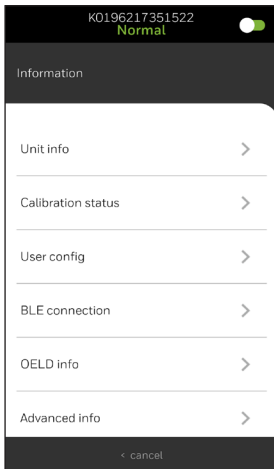 K0196217351522
Normal
Information
Unit info
Calibration status
User config
BLE connection
OELD info
Advanced info
< cancel